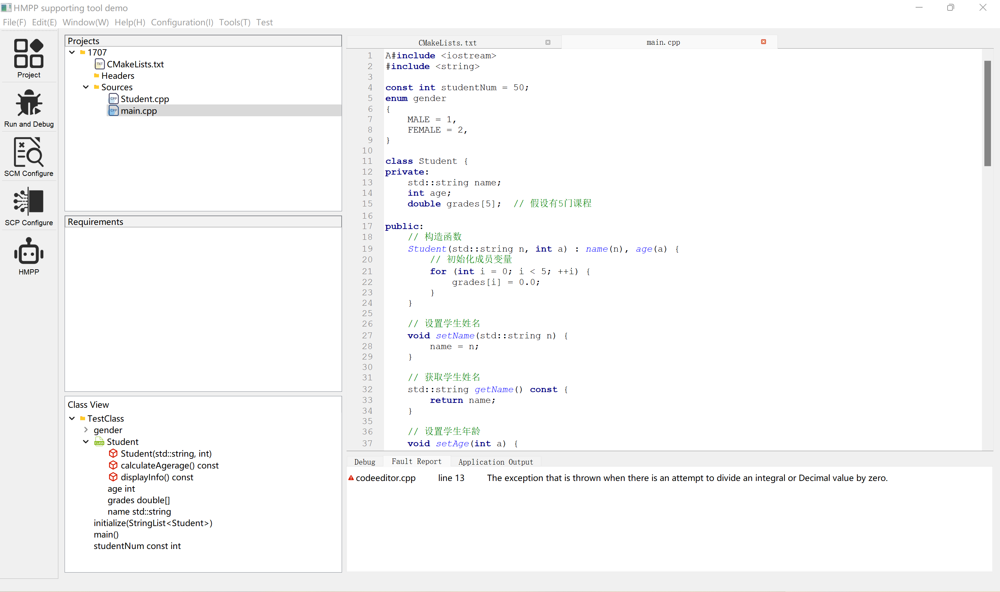 HMPP supporting tool demo
File(F) Edit(E) Window(W) Help(H) Configuration(I) Tools(T) Test
Project
Run and Debug
SCM Configure
SCP Configure
HMPP
Projects
1707
TXT CMakeLists.txt
Headers
Sources
CPP Student.cpp
CPP main.cpp
Requirements
Class View
TestClass
gender
CLASS Student
Student(std::string, int)
calculateAgerage() const
displayInfo() const
age int
grades double[]
name std::string
initialize(StringList<Student>)
main()
studentNum const int
CMakeLists.txt main.cpp
1 A#include <iostream>
2 #include <string>
3
4 const int studentNum = 50;
5 enum gender
6 {
7     MALE = 1,
8     FEMALE = 2,
9 }
10
11 class Student {
12 private:
13     std::string name;
14     int age;
15     double grades[5];  // 假设有5门课程
16
17 public:
18     // 构造函数
19     Student(std::string n, int a) : name(n), age(a) {
20         // 初始化成员变量
21         for (int i = 0; i < 5; ++i) {
22             grades[i] = 0.0;
23         }
24     }
25
26     // 设置学生姓名
27     void setName(std::string n) {
28         name = n;
29     }
30
31     // 获取学生姓名
32     std::string getName() const {
33         return name;
34     }
35
36     // 设置学生年龄
37     void setAge(int a) {
Debug Fault Report Application Output
codeeditor.cpp line 13 The exception that is thrown when there is an attempt to divide an integral or Decimal value by zero.